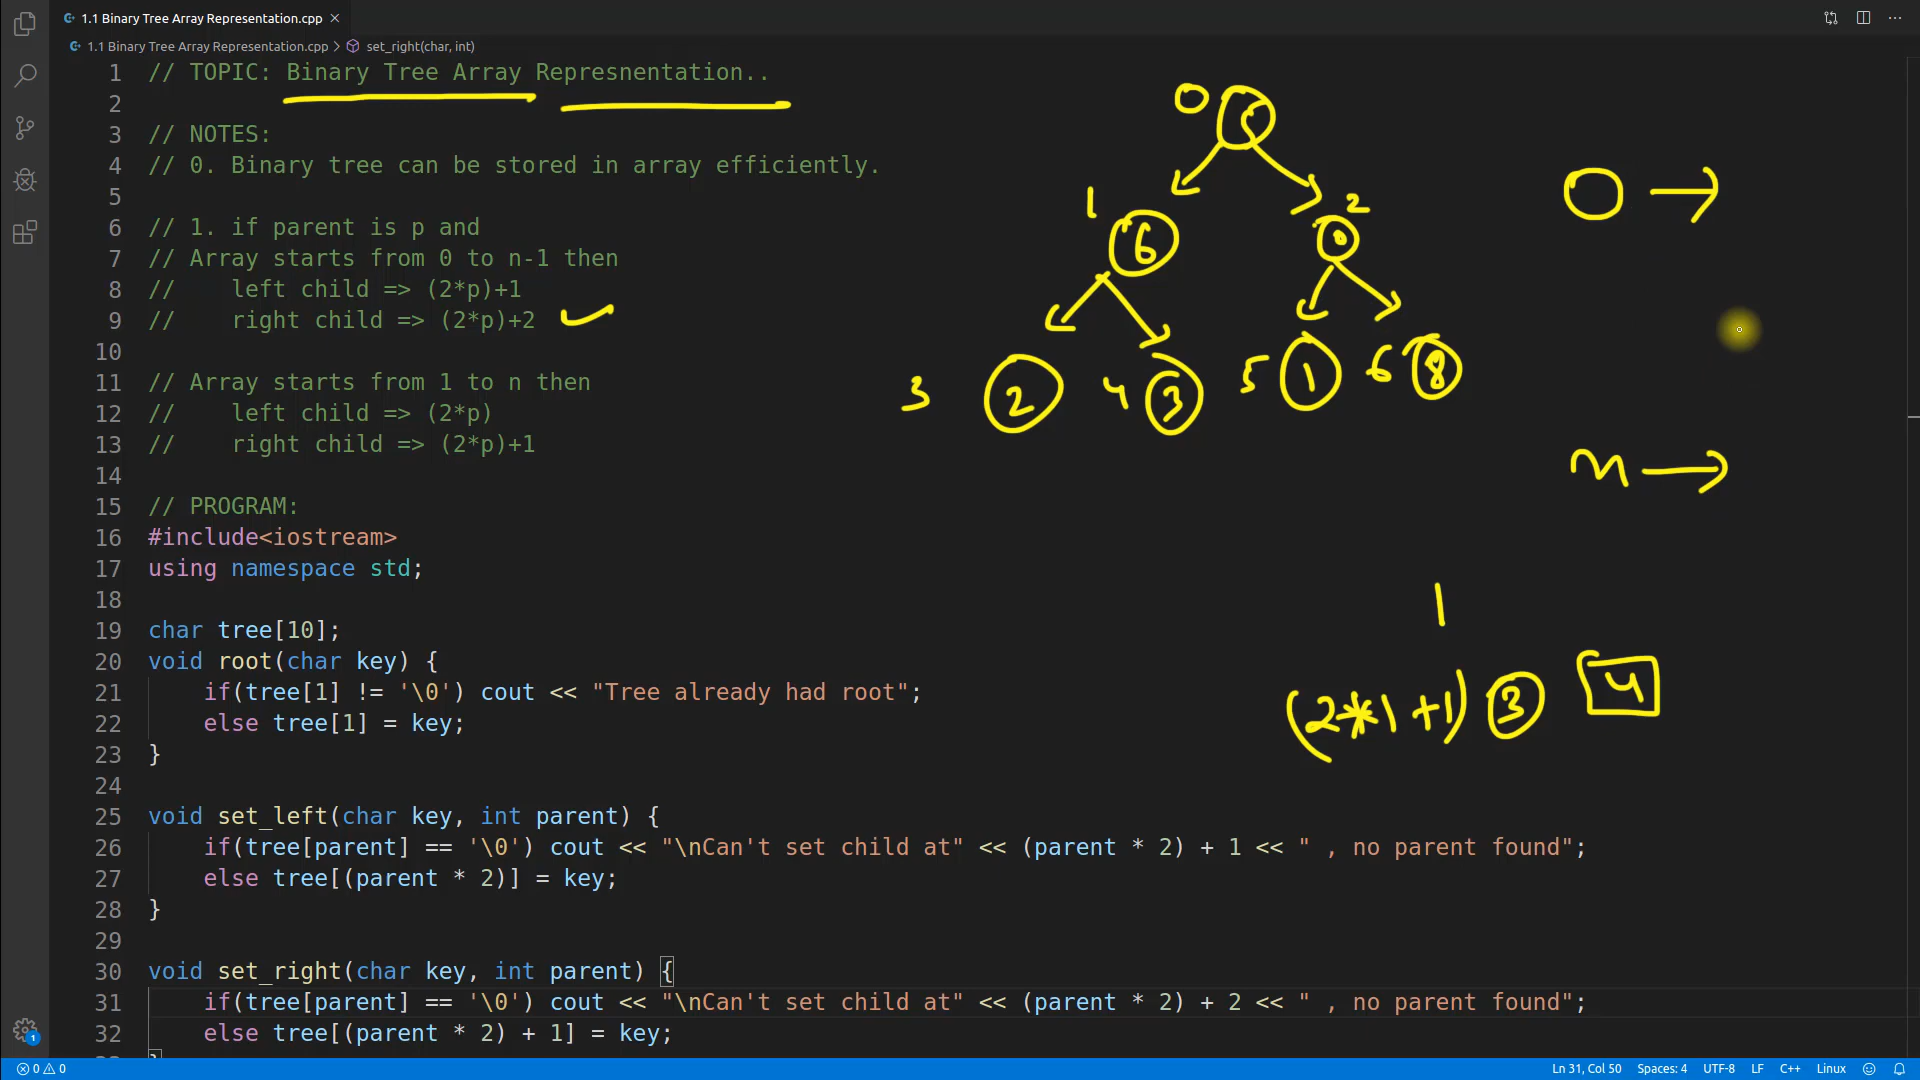 1.1 Binary Tree Array Representation.cpp
1.1 Binary Tree Array Representation.cpp > set_right(char, int)
1 // TOPIC: Binary Tree Array Represnentation..
2
3 // NOTES:
4 // 0. Binary tree can be stored in array efficiently.
5
6 // 1. if parent is p and
7 // Array starts from 0 to n-1 then
8 //    left child => (2*p)+1
9 //    right child => (2*p)+2
10
11 // Array starts from 1 to n then
12 //    left child => (2*p)
13 //    right child => (2*p)+1
14
15 // PROGRAM:
16 #include<iostream>
17 using namespace std;
18
19 char tree[10];
20 void root(char key) {
21     if(tree[1] != '\0') cout << "Tree already had root";
22     else tree[1] = key;
23 }
24
25 void set_left(char key, int parent) {
26     if(tree[parent] == '\0') cout << "\nCan't set child at" << (parent * 2) + 1 << " , no parent found";
27     else tree[(parent * 2)] = key;
28 }
29
30 void set_right(char key, int parent) {
31     if(tree[parent] == '\0') cout << "\nCan't set child at" << (parent * 2) + 2 << " , no parent found";
32     else tree[(parent * 2) + 1] = key;
0
1 6 2 0
3 2 4 3 5 1 6 8
0 →
n →
1
(2*1+1) 3 4
1
0 0
Ln 31, Col 50 Spaces: 4 UTF-8 LF C++ Linux